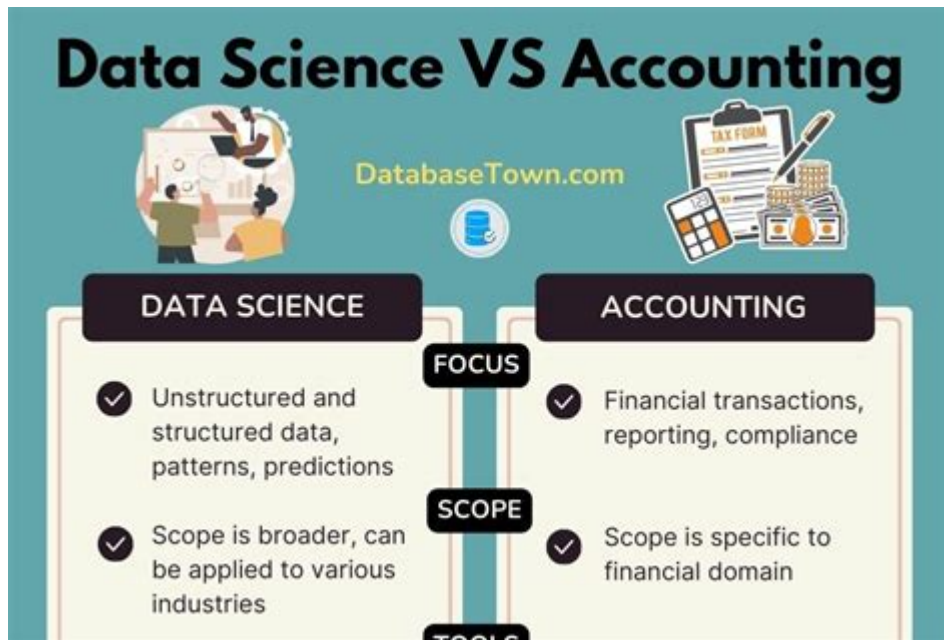 Data Science VS Accounting
DatabaseTown.com
TAX FORM
129
DATA SCIENCE
ACCOUNTING
FOCUS
Unstructured and
structured data,
patterns, predictions
Financial transactions,
reporting, compliance
SCOPE
Scope is broader, can
be applied to various
industries
Scope is specific to
financial domain
TOOLS